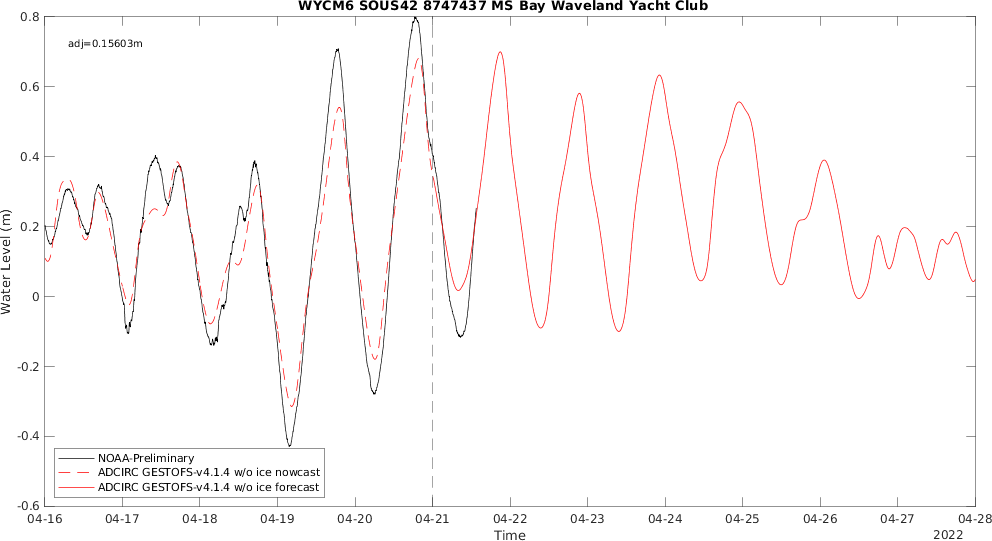 WYCM6 SOUS42 8747437 MS Bay Waveland Yacht Club
adj=0.15603m
0.8
0.6
0.4
0.2
0
-0.2
-0.4
-0.6
Water Level (m)
NOAA-Preliminary
ADCIRC GESTOFS-v4.1.4 w/o ice nowcast
ADCIRC GESTOFS-v4.1.4 w/o ice forecast
04-16 04-17 04-18 04-19 04-20 04-21 04-22 04-23 04-24 04-25 04-26 04-27 04-28
Time
2022